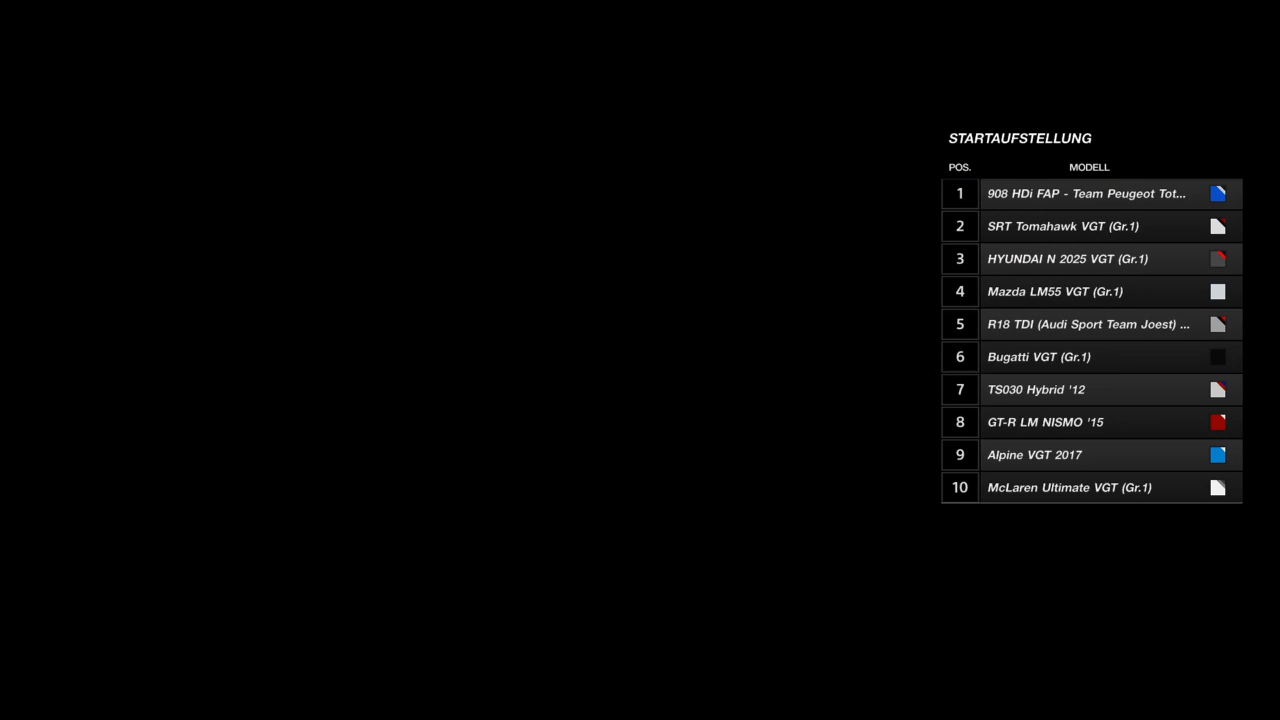 STARTAUFSTELLUNG
POS. MODELL
1 908 HDi FAP - Team Peugeot Tot...
2 SRT Tomahawk VGT (Gr.1)
3 HYUNDAI N 2025 VGT (Gr.1)
4 Mazda LM55 VGT (Gr.1)
5 R18 TDI (Audi Sport Team Joest) ...
6 Bugatti VGT (Gr.1)
7 TS030 Hybrid '12
8 GT-R LM NISMO '15
9 Alpine VGT 2017
10 McLaren Ultimate VGT (Gr.1)